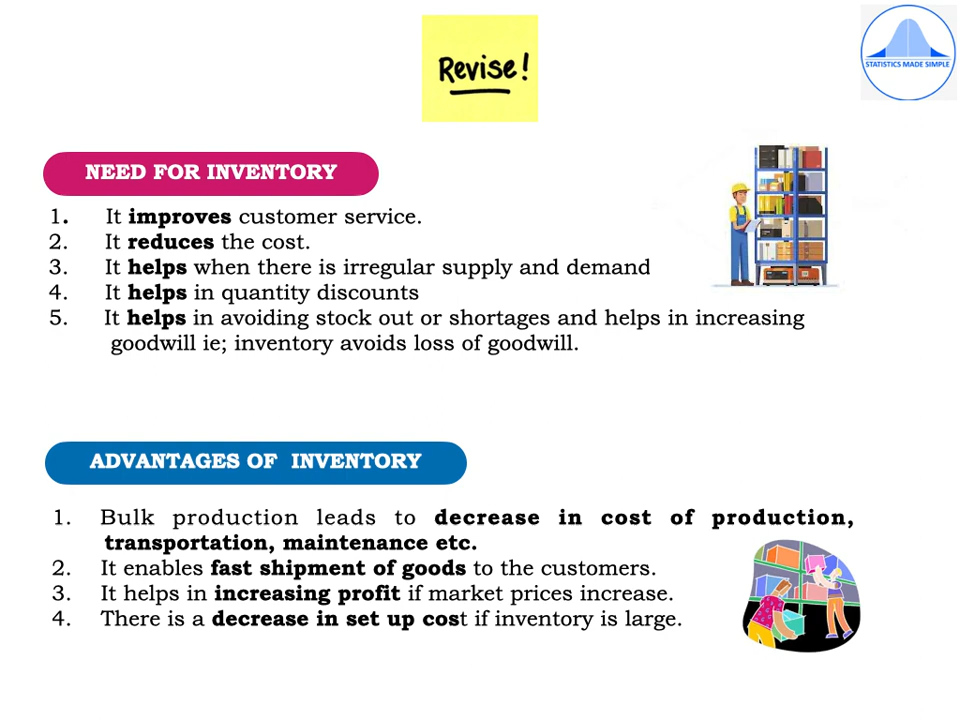 Revise!
STATISTICS MADE SIMPLE
NEED FOR INVENTORY
1. It improves customer service.
2. It reduces the cost.
3. It helps when there is irregular supply and demand
4. It helps in quantity discounts
5. It helps in avoiding stock out or shortages and helps in increasing
goodwill ie; inventory avoids loss of goodwill.
ADVANTAGES OF INVENTORY
1. Bulk production leads to decrease in cost of production,
transportation, maintenance etc.
2. It enables fast shipment of goods to the customers.
3. It helps in increasing profit if market prices increase.
4. There is a decrease in set up cost if inventory is large.